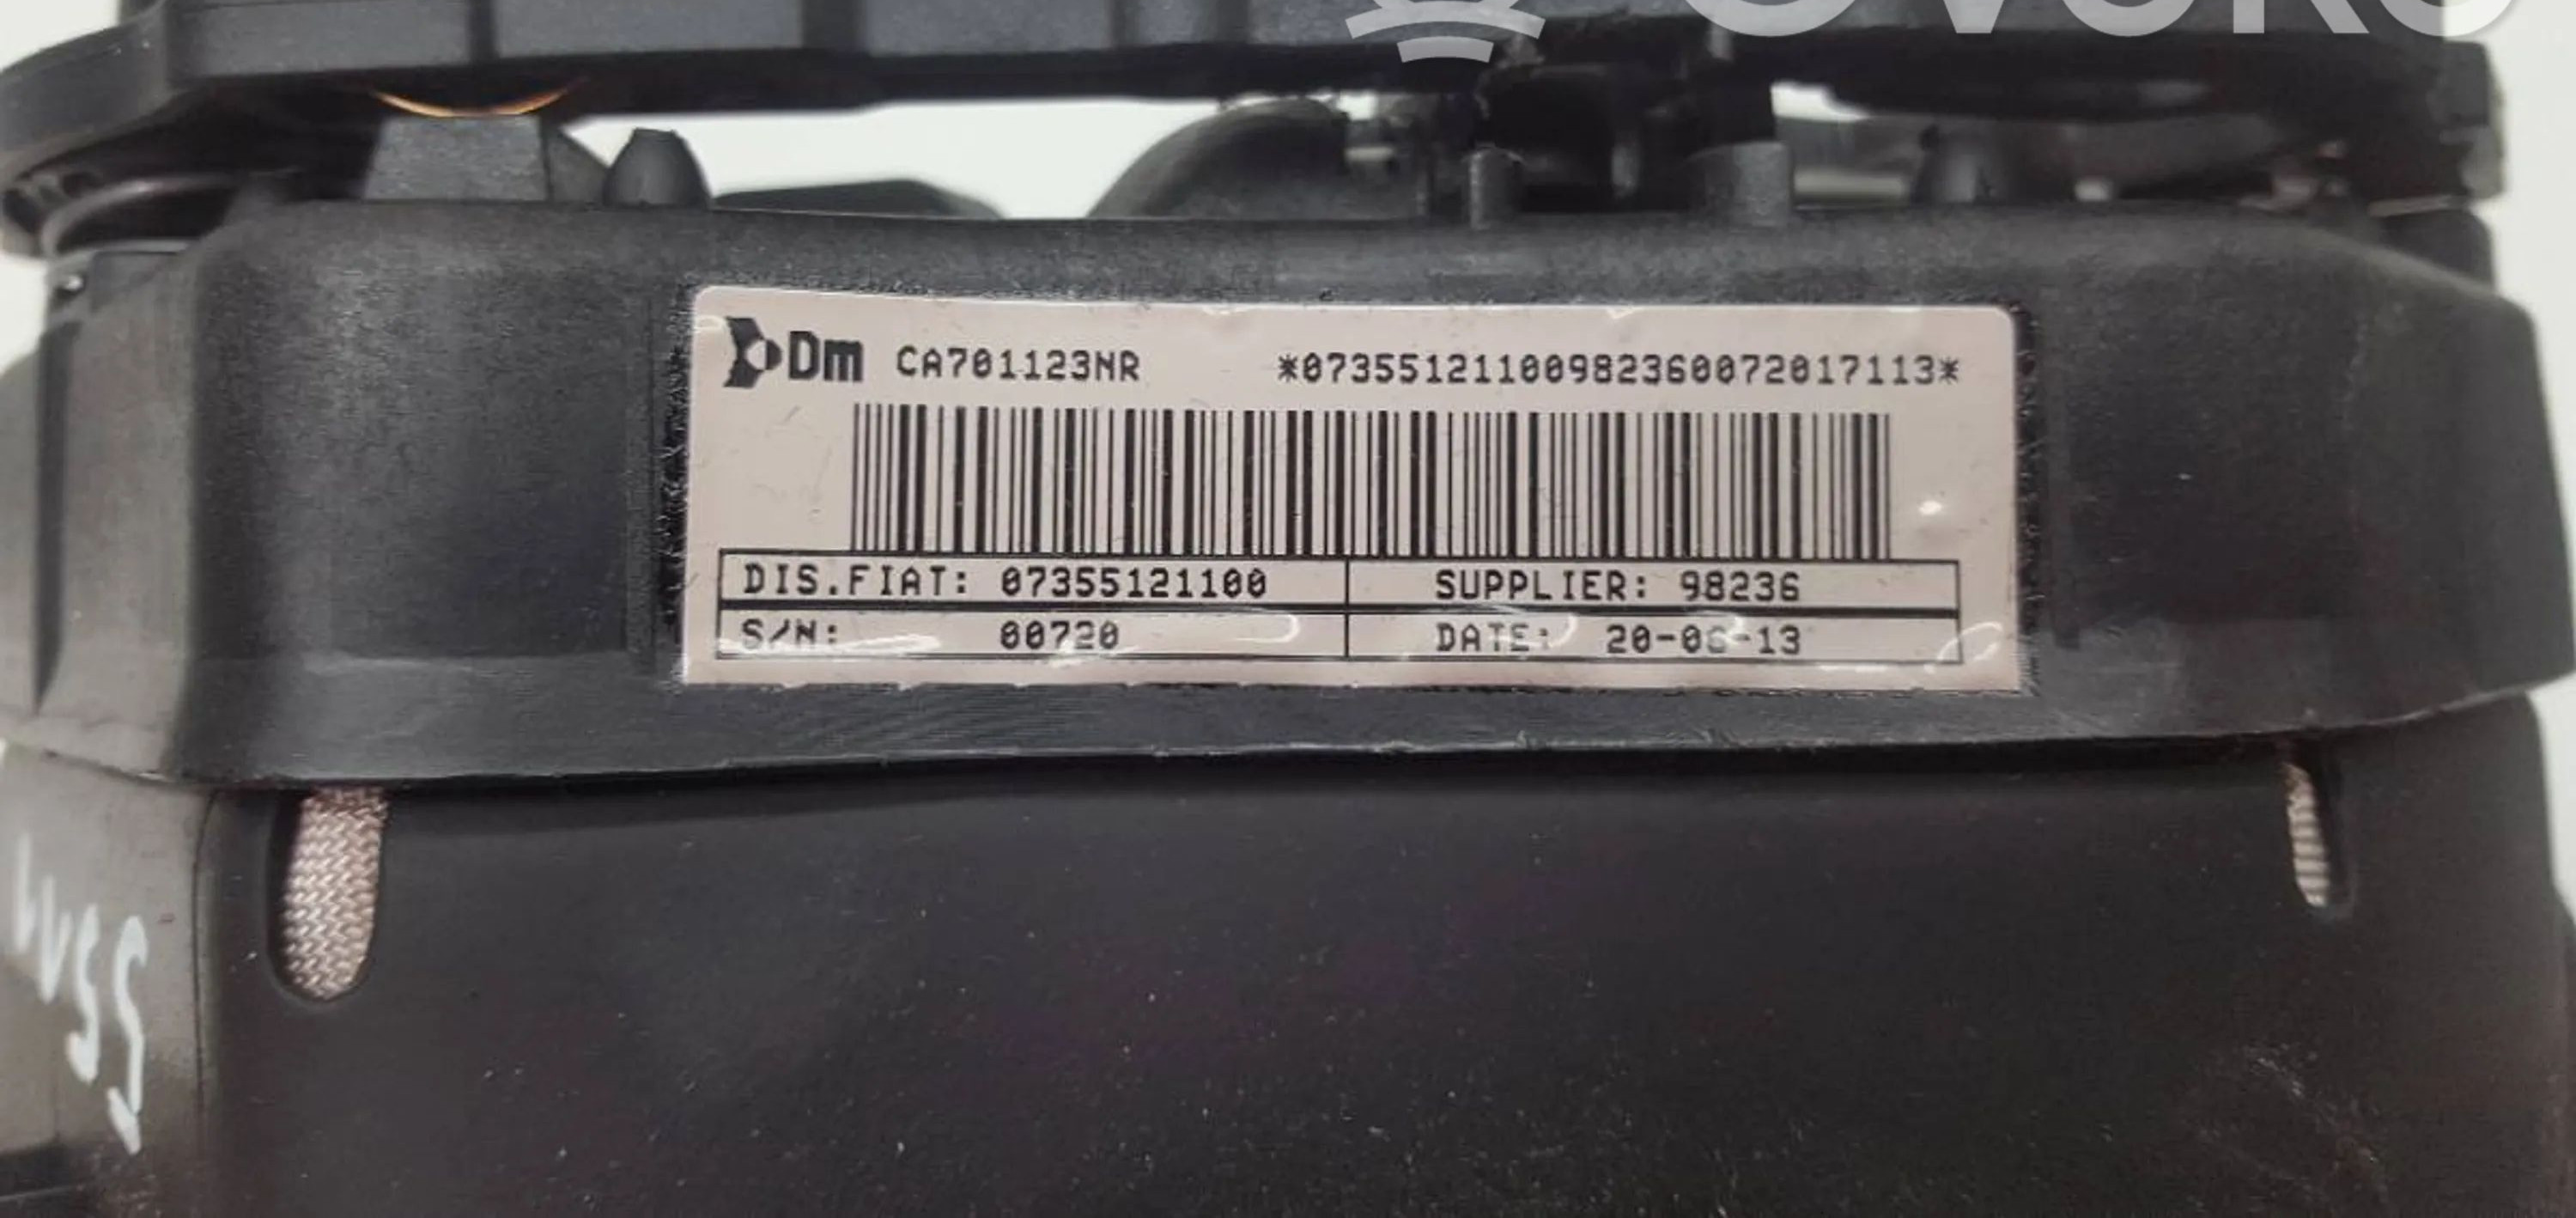 Dm CA701123NR *07355121100982360072017113*
DIS.FIAT: 07355121100 SUPPLIER: 98236
S/N: 00720 DATE: 20-06-13